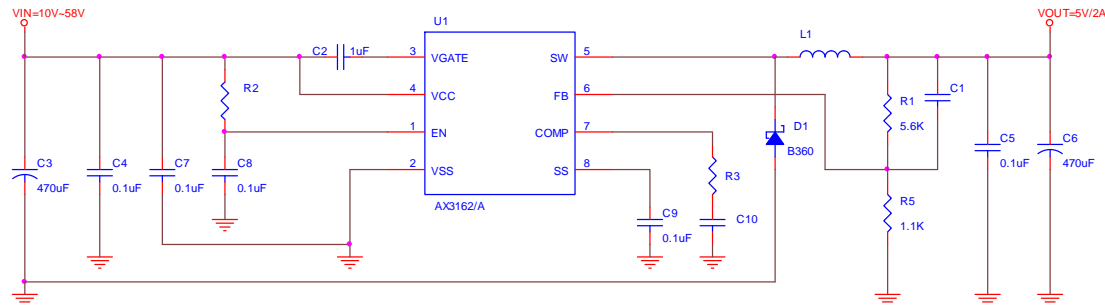 VIN=10V~58V
VOUT=5V/2A
U1
L1
C2
1uF
3
VGATE
SW
5
R2
4
VCC
FB
6
R1
5.6K
C1
1
EN
COMP
7
D1
B360
C3
470uF
C4
0.1uF
C7
0.1uF
C8
0.1uF
2
VSS
SS
8
C5
0.1uF
C6
470uF
R3
AX3162/A
R5
1.1K
C9
0.1uF
C10